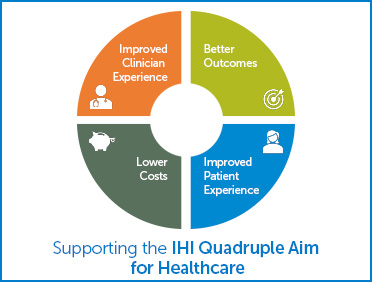 Improved
Clinician
Experience
Better
Outcomes
Lower
Costs
Improved
Patient
Experience
Supporting the IHI Quadruple Aim
for Healthcare